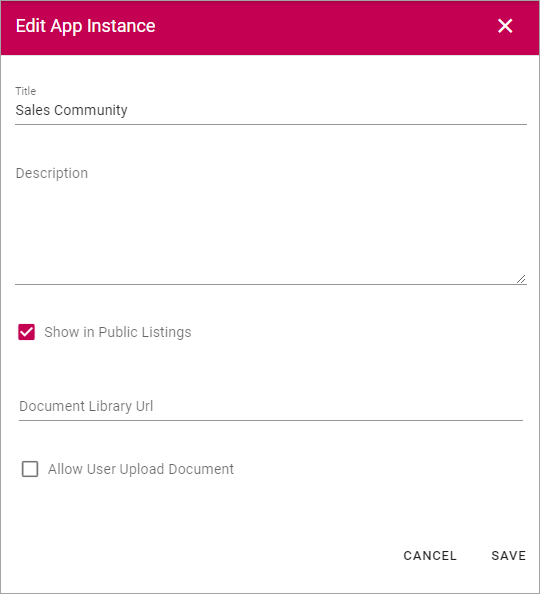 Edit App Instance
Title
Sales Community
Description
Show in Public Listings
Document Library Url
Allow User Upload Document
CANCEL SAVE